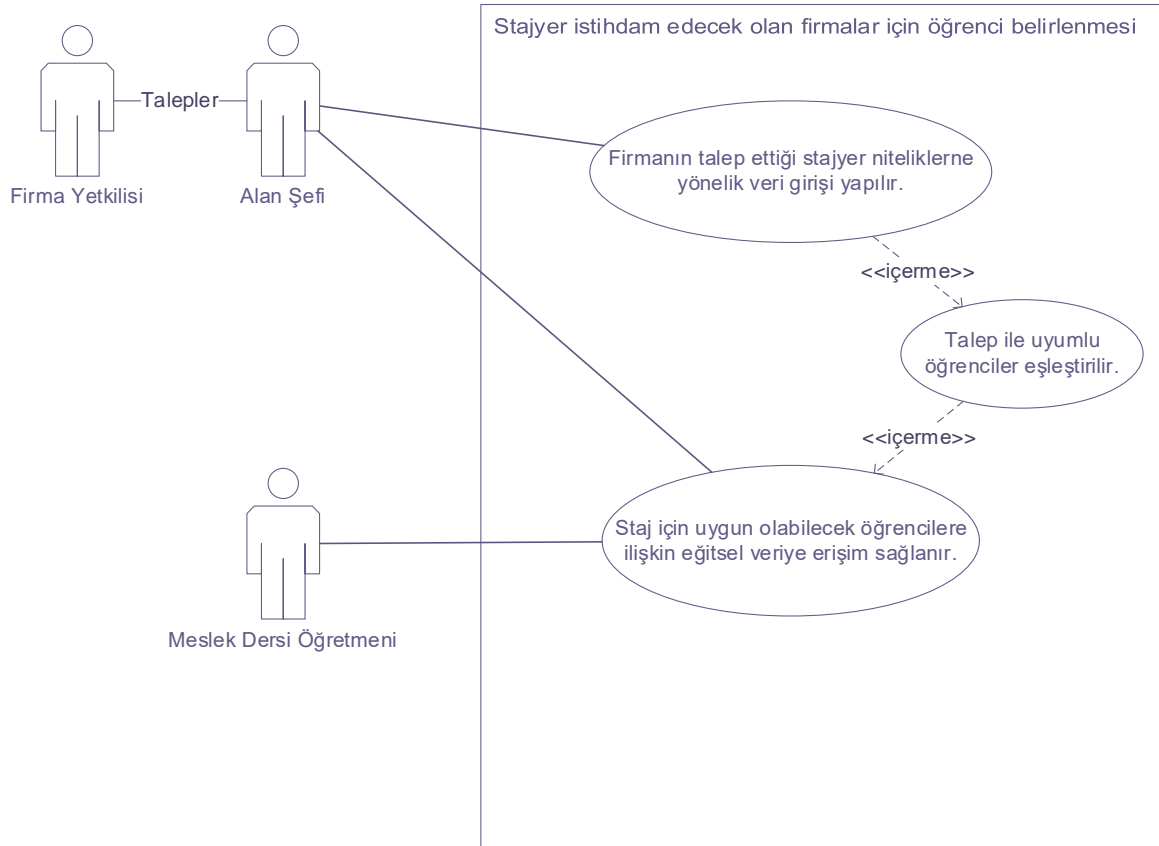 Stajyer istihdam edecek olan firmalar için öğrenci belirlenmesi
Talepler
Firma Yetkilisi
Alan Şefi
Firmanın talep ettiği stajyer niteliklerne
yönelik veri girişi yapılır.
<<içerme>>
Talep ile uyumlu
öğrenciler eşleştirilir.
<<içerme>>
Staj için uygun olabilecek öğrencilere
ilişkin eğitsel veriye erişim sağlanır.
Meslek Dersi Öğretmeni